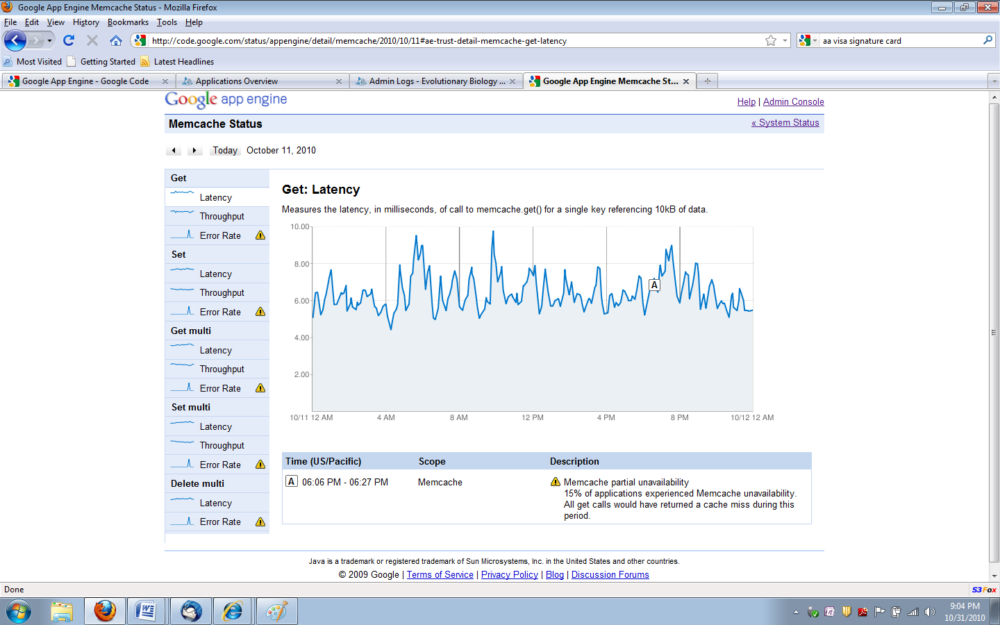 Google App Engine Memcache Status - Mozilla Firefox
File Edit View History Bookmarks Tools Help
http://code.google.com/status/appengine/detail/memcache/2010/10/11#ae-trust-detail-memcache-get-latency
aa visa signature card
Most Visited Getting Started Latest Headlines
Google App Engine - Google Code
Applications Overview
Admin Logs - Evolutionary Biology ...
Google App Engine Memcache St...
Google app engine
Help | Admin Console
Memcache Status
« System Status
Today October 11, 2010
Get
Latency
Throughput
Error Rate
Set
Latency
Throughput
Error Rate
Get multi
Latency
Throughput
Error Rate
Set multi
Latency
Throughput
Error Rate
Delete multi
Latency
Error Rate
Get: Latency
Measures the latency, in milliseconds, of call to memcache.get() for a single key referencing 10kB of data.
10.00
8.00
6.00
4.00
2.00
A
10/11 12 AM 4 AM 8 AM 12 PM 4 PM 8 PM 10/12 12 AM
Time (US/Pacific) Scope Description
A 06:06 PM - 06:27 PM Memcache Memcache partial unavailability
15% of applications experienced Memcache unavailability.
All get calls would have returned a cache miss during this
period.
Java is a trademark or registered trademark of Sun Microsystems, Inc. in the United States and other countries.
© 2009 Google | Terms of Service | Privacy Policy | Blog | Discussion Forums
Done
S3Fox
9:04 PM
10/31/2010